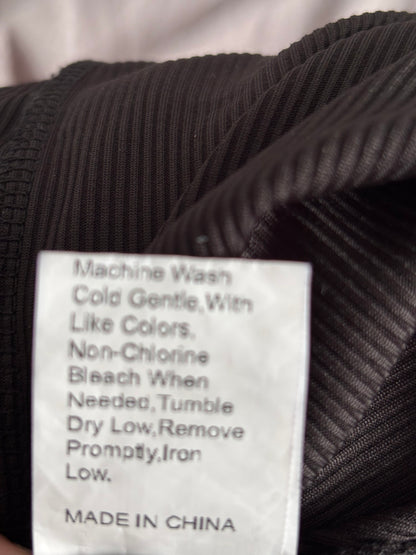 Machine Wash
Cold Gentle,With
Like Colors,
Non-Chlorine
Bleach When
Needed,Tumble
Dry Low,Remove
Promptly,Iron
Low.
MADE IN CHINA